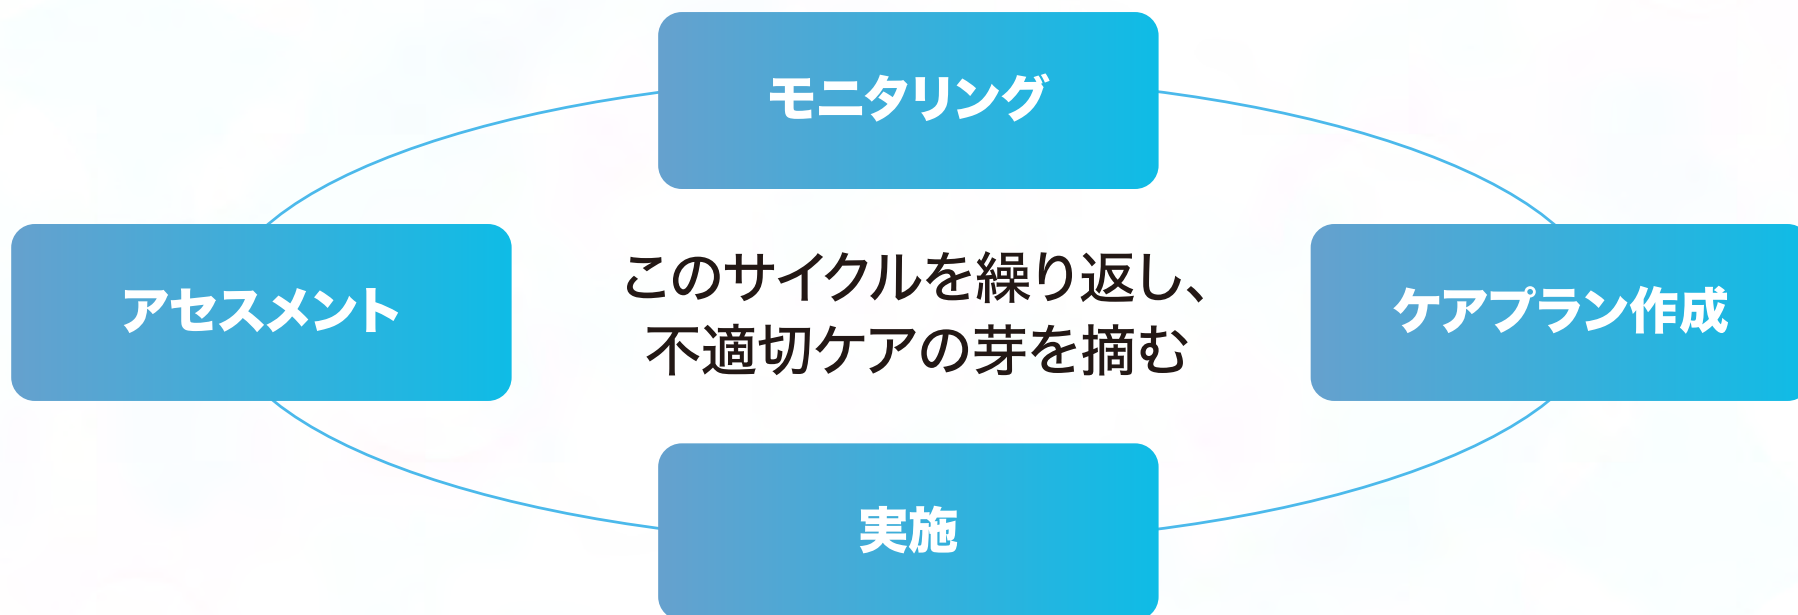 モニタリング
アセスメント
このサイクルを繰り返し、
不適切ケアの芽を摘む
ケアプラン作成
実施